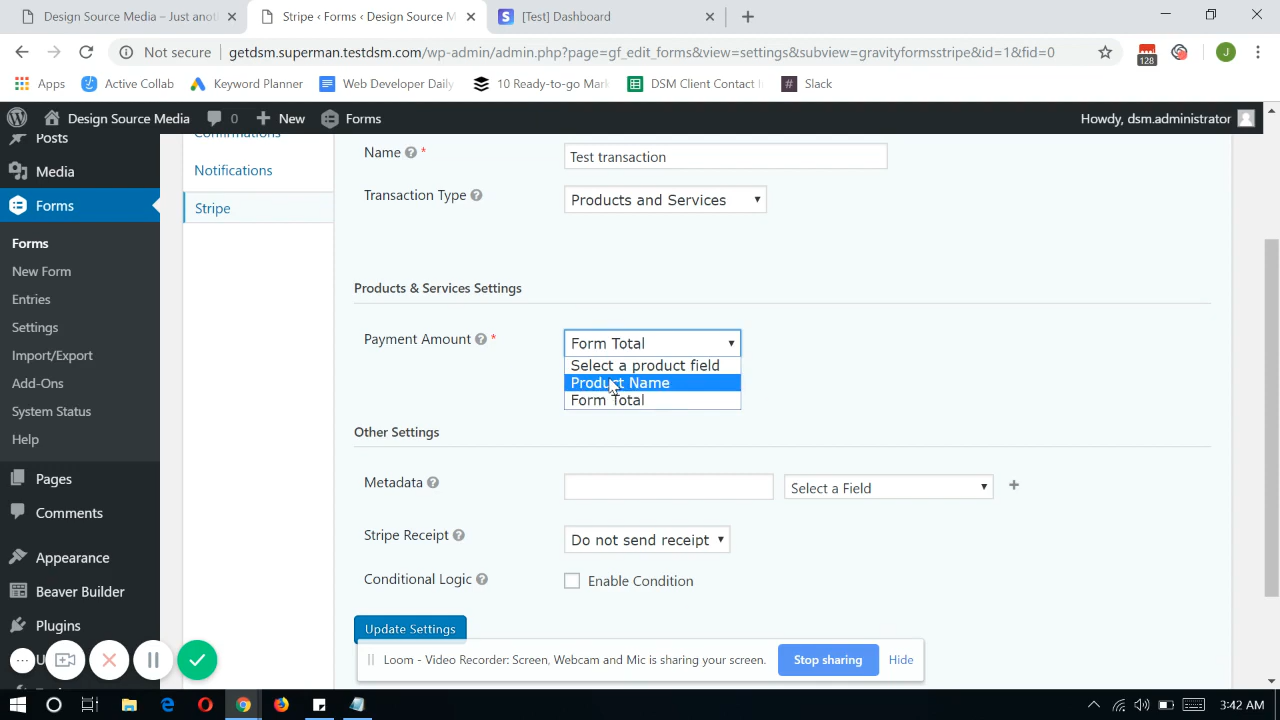 Design Source Media – Just anot
Stripe ‹ Forms ‹ Design Source M
[Test] Dashboard
Not secure
getdsm.superman.testdsm.com/wp-admin/admin.php?page=gf_edit_forms&view=settings&subview=gravityformsstripe&id=1&fid=0
128
J
Apps
Active Collab
Keyword Planner
Web Developer Daily
10 Ready-to-go Mark
DSM Client Contact I
Slack
Design Source Media
0
New
Forms
Howdy, dsm.administrator
Posts
Media
Forms
Forms
New Form
Entries
Settings
Import/Export
Add-Ons
System Status
Help
Pages
Comments
Appearance
Beaver Builder
Plugins
Confirmations
Notifications
Stripe
Name *
Test transaction
Transaction Type
Products and Services
Products & Services Settings
Payment Amount *
Form Total
Select a product field
Product Name
Form Total
Other Settings
Metadata
Select a Field
Stripe Receipt
Do not send receipt
Conditional Logic
Enable Condition
Update Settings
Loom - Video Recorder: Screen, Webcam and Mic is sharing your screen.
Stop sharing
Hide
3:42 AM